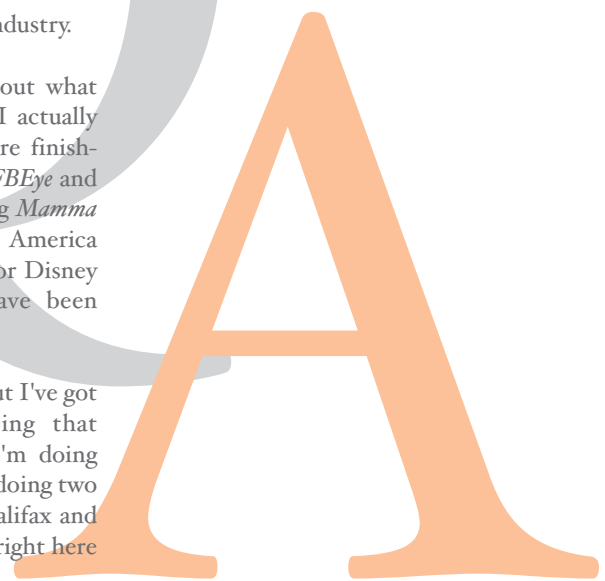 ndustry.
out what
I actually
re finish-
FBEye and
g Mamma
America
or Disney
ave been
ut I've got
ing that
'm doing
doing two
alifax and
right here
A